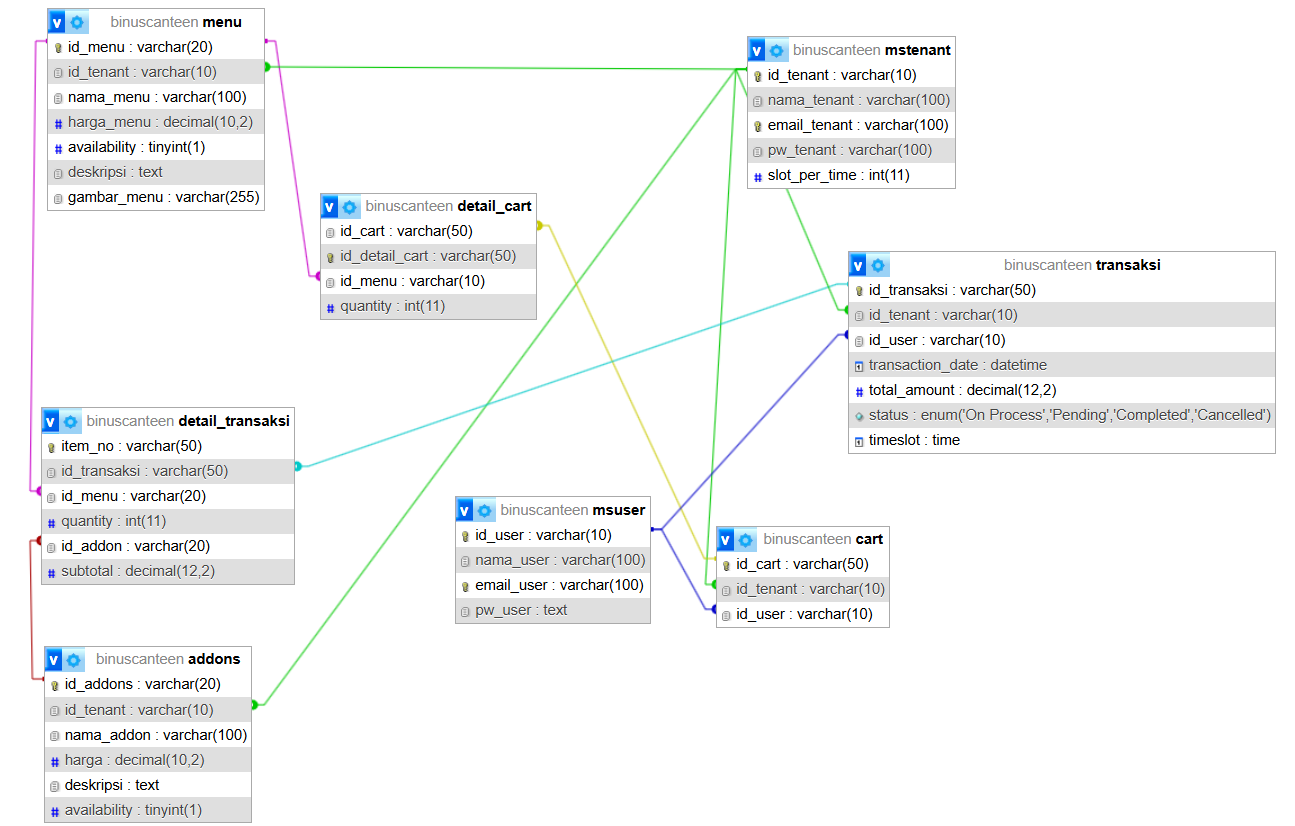 binuscanteen menu
id_menu : varchar(20)
id_tenant : varchar(10)
nama_menu : varchar(100)
harga_menu : decimal(10,2)
availability : tinyint(1)
deskripsi : text
gambar_menu : varchar(255)
binuscanteen mstenant
id_tenant : varchar(10)
nama_tenant : varchar(100)
email_tenant : varchar(100)
pw_tenant : varchar(100)
slot_per_time : int(11)
binuscanteen detail_cart
id_cart : varchar(50)
id_detail_cart : varchar(50)
id_menu : varchar(10)
quantity : int(11)
binuscanteen transaksi
id_transaksi : varchar(50)
id_tenant : varchar(10)
id_user : varchar(10)
transaction_date : datetime
total_amount : decimal(12,2)
status : enum('On Process','Pending','Completed','Cancelled')
timeslot : time
binuscanteen detail_transaksi
item_no : varchar(50)
id_transaksi : varchar(50)
id_menu : varchar(20)
quantity : int(11)
id_addon : varchar(20)
subtotal : decimal(12,2)
binuscanteen msuser
id_user : varchar(10)
nama_user : varchar(100)
email_user : varchar(100)
pw_user : text
binuscanteen cart
id_cart : varchar(50)
id_tenant : varchar(10)
id_user : varchar(10)
binuscanteen addons
id_addons : varchar(20)
id_tenant : varchar(10)
nama_addon : varchar(100)
harga : decimal(10,2)
deskripsi : text
availability : tinyint(1)